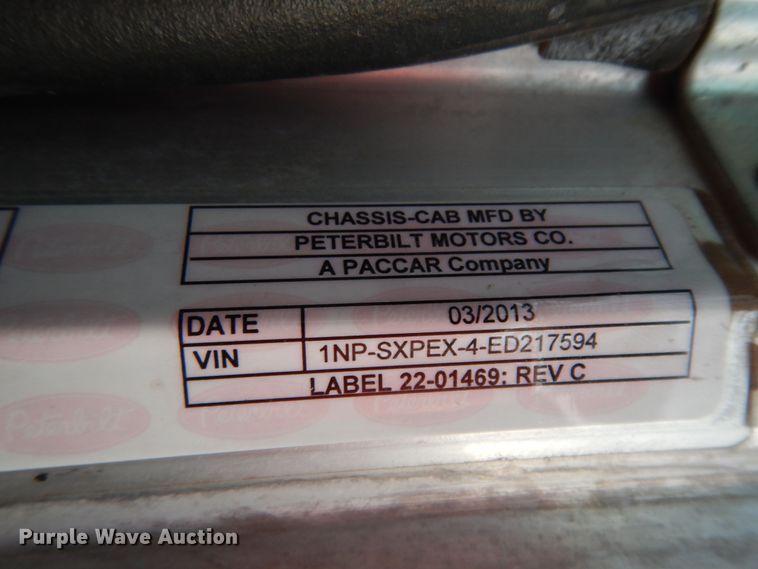 CHASSIS-CAB MFD BY
PETERBILT MOTORS CO.
A PACCAR Company
DATE 03/2013
VIN 1NP-SXPEX-4-ED217594
LABEL 22-01469: REV C
Peterbilt
Purple Wave Auction